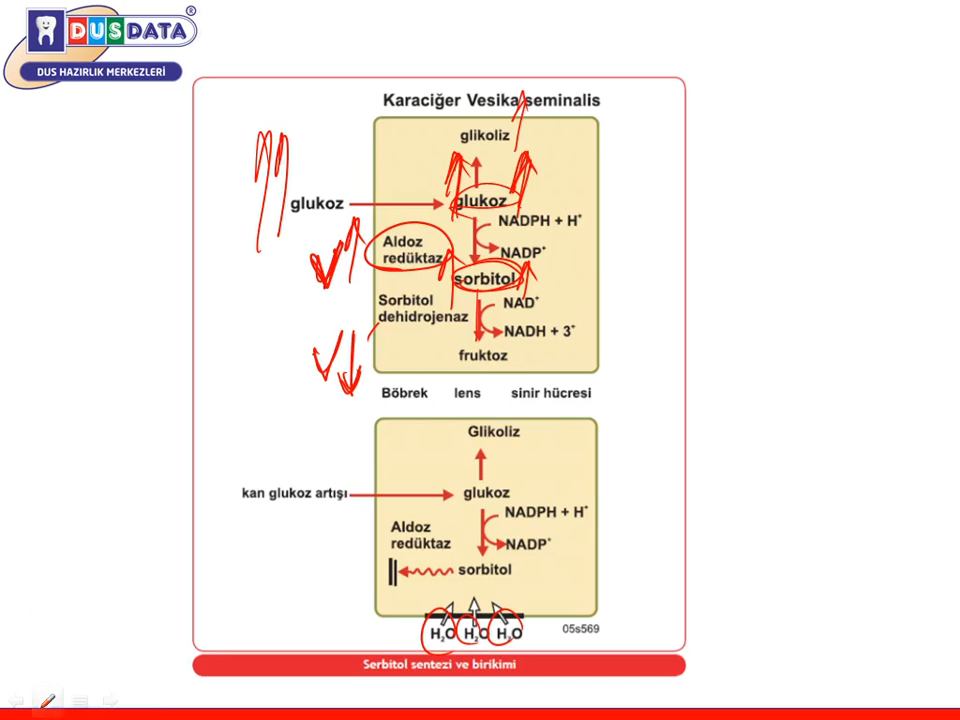 DUSDATA
®
DUS HAZIRLIK MERKEZLERİ
Karaciğer Vesika seminalis
glikoliz
glukoz
glukoz
NADPH + H⁺
Aldoz
redüktaz
NADP⁺
sorbitol
Sorbitol
dehidrojenaz
NAD⁺
NADH + 3⁺
fruktoz
Böbrek lens sinir hücresi
Glikoliz
kan glukoz artışı
glukoz
NADPH + H⁺
Aldoz
redüktaz
NADP⁺
sorbitol
H₂O H₂O H₂O
05s569
Serbitol sentezi ve birikimi